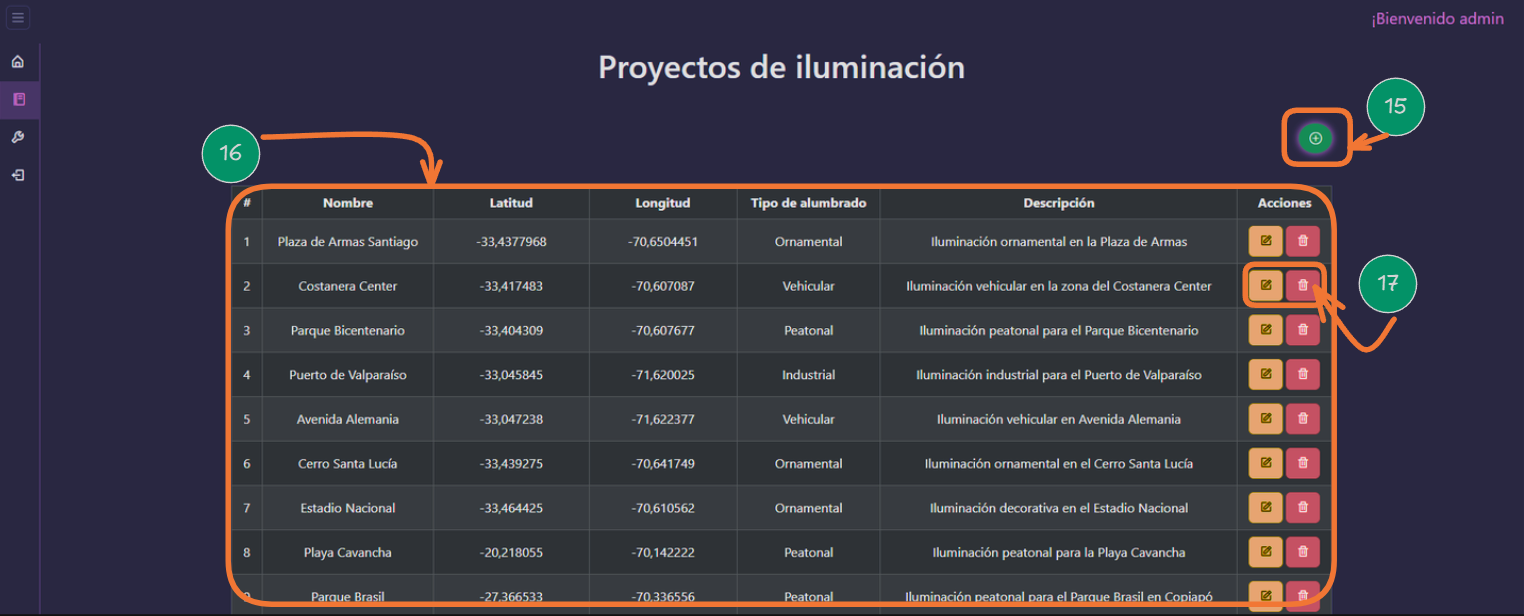 ¡Bienvenido admin
Proyectos de iluminación
15
16
# Nombre Latitud Longitud Tipo de alumbrado Descripción Acciones
1 Plaza de Armas Santiago -33,4377968 -70,6504451 Ornamental Iluminación ornamental en la Plaza de Armas
2 Costanera Center -33,417483 -70,607087 Vehicular Iluminación vehicular en la zona del Costanera Center
17
3 Parque Bicentenario -33,404309 -70,607677 Peatonal Iluminación peatonal para el Parque Bicentenario
4 Puerto de Valparaíso -33,045845 -71,620025 Industrial Iluminación industrial para el Puerto de Valparaíso
5 Avenida Alemania -33,047238 -71,622377 Vehicular Iluminación vehicular en Avenida Alemania
6 Cerro Santa Lucía -33,439275 -70,641749 Ornamental Iluminación ornamental en el Cerro Santa Lucía
7 Estadio Nacional -33,464425 -70,610562 Ornamental Iluminación decorativa en el Estadio Nacional
8 Playa Cavancha -20,218055 -70,142222 Peatonal Iluminación peatonal para la Playa Cavancha
9 Parque Brasil -27,366533 -70,336556 Peatonal Iluminación peatonal para el Parque Brasil en Copiapó